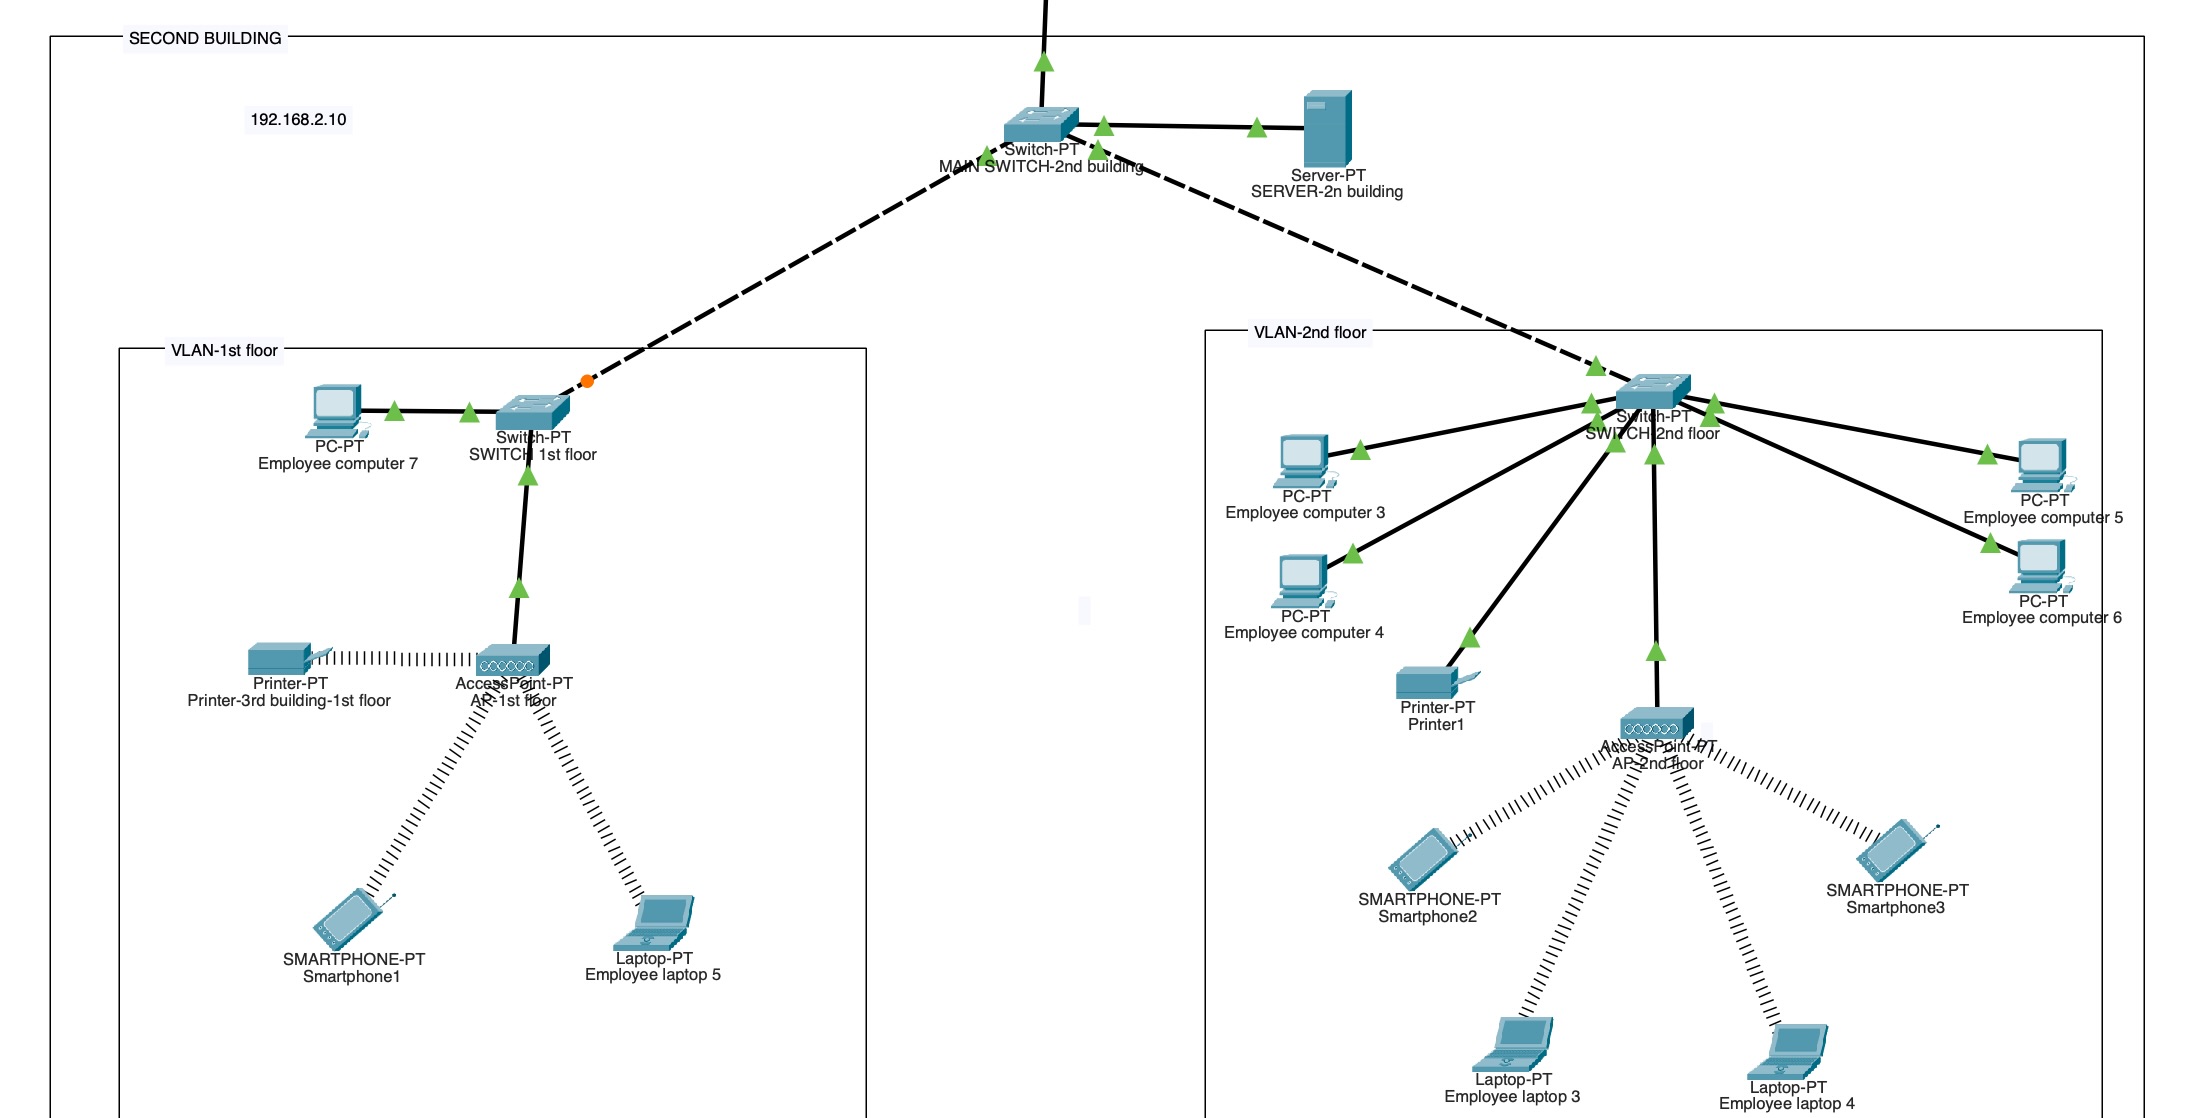 SECOND BUILDING
192.168.2.10
Switch-PT
MAIN SWITCH-2nd building
Server-PT
SERVER-2n building
VLAN-1st floor
PC-PT
Employee computer 7
Switch-PT
SWITCH 1st floor
Printer-PT
Printer-3rd building-1st floor
AccessPoint-PT
AP-1st floor
SMARTPHONE-PT
Smartphone1
Laptop-PT
Employee laptop 5
VLAN-2nd floor
Switch-PT
SWITCH 2nd floor
PC-PT
Employee computer 3
PC-PT
Employee computer 5
PC-PT
Employee computer 4
PC-PT
Employee computer 6
Printer-PT
Printer1
AccessPoint-PT
AP-2nd floor
SMARTPHONE-PT
Smartphone2
SMARTPHONE-PT
Smartphone3
Laptop-PT
Employee laptop 3
Laptop-PT
Employee laptop 4